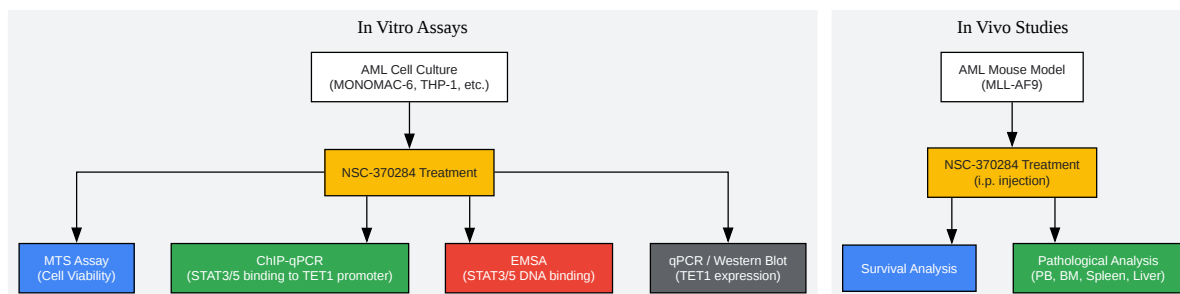 In Vitro Assays
AML Cell Culture
(MONOMAC-6, THP-1, etc.)
NSC-370284 Treatment
MTS Assay
(Cell Viability)
ChIP-qPCR
(STAT3/5 binding to TET1 promoter)
EMSA
(STAT3/5 DNA binding)
qPCR / Western Blot
(TET1 expression)
In Vivo Studies
AML Mouse Model
(MLL-AF9)
NSC-370284 Treatment
(i.p. injection)
Survival Analysis
Pathological Analysis
(PB, BM, Spleen, Liver)